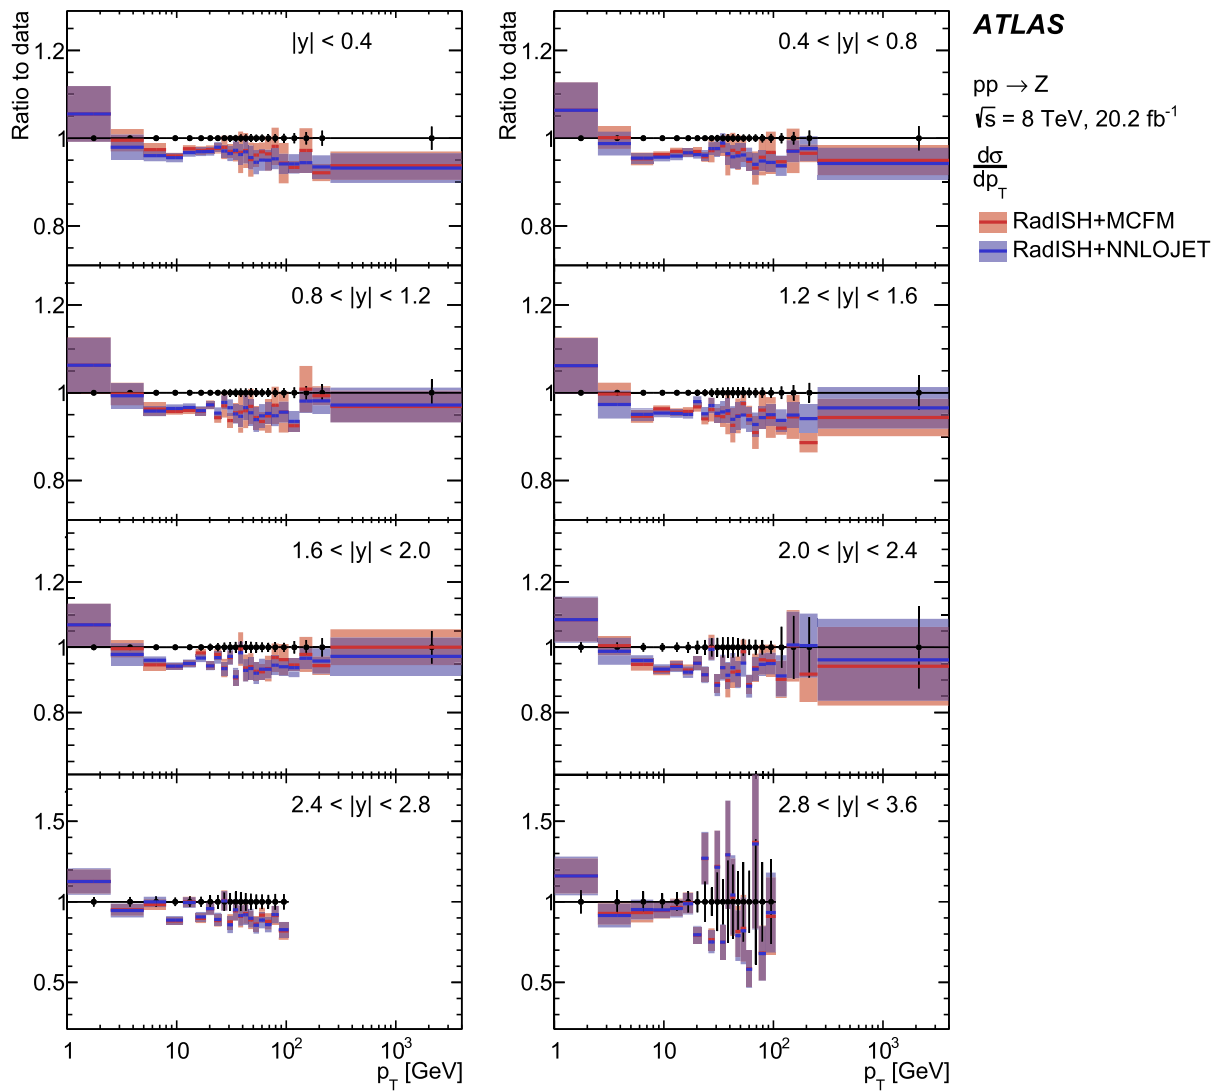 Ratio to data
|y| < 0.4
1.2
1
0.8
Ratio to data
0.4 < |y| < 0.8
1.2
1
0.8
ATLAS
pp → Z
√s = 8 TeV, 20.2 fb⁻¹
dσ
dp_T
RadISH+MCFM
RadISH+NNLOJET
0.8 < |y| < 1.2
1.2
1
0.8
1.2 < |y| < 1.6
1.2
1
0.8
1.6 < |y| < 2.0
1.2
1
0.8
2.0 < |y| < 2.4
1.2
1
0.8
2.4 < |y| < 2.8
1.5
1
0.5
2.8 < |y| < 3.6
1.5
1
0.5
1 10 10² 10³
p_T [GeV]
1 10 10² 10³
p_T [GeV]